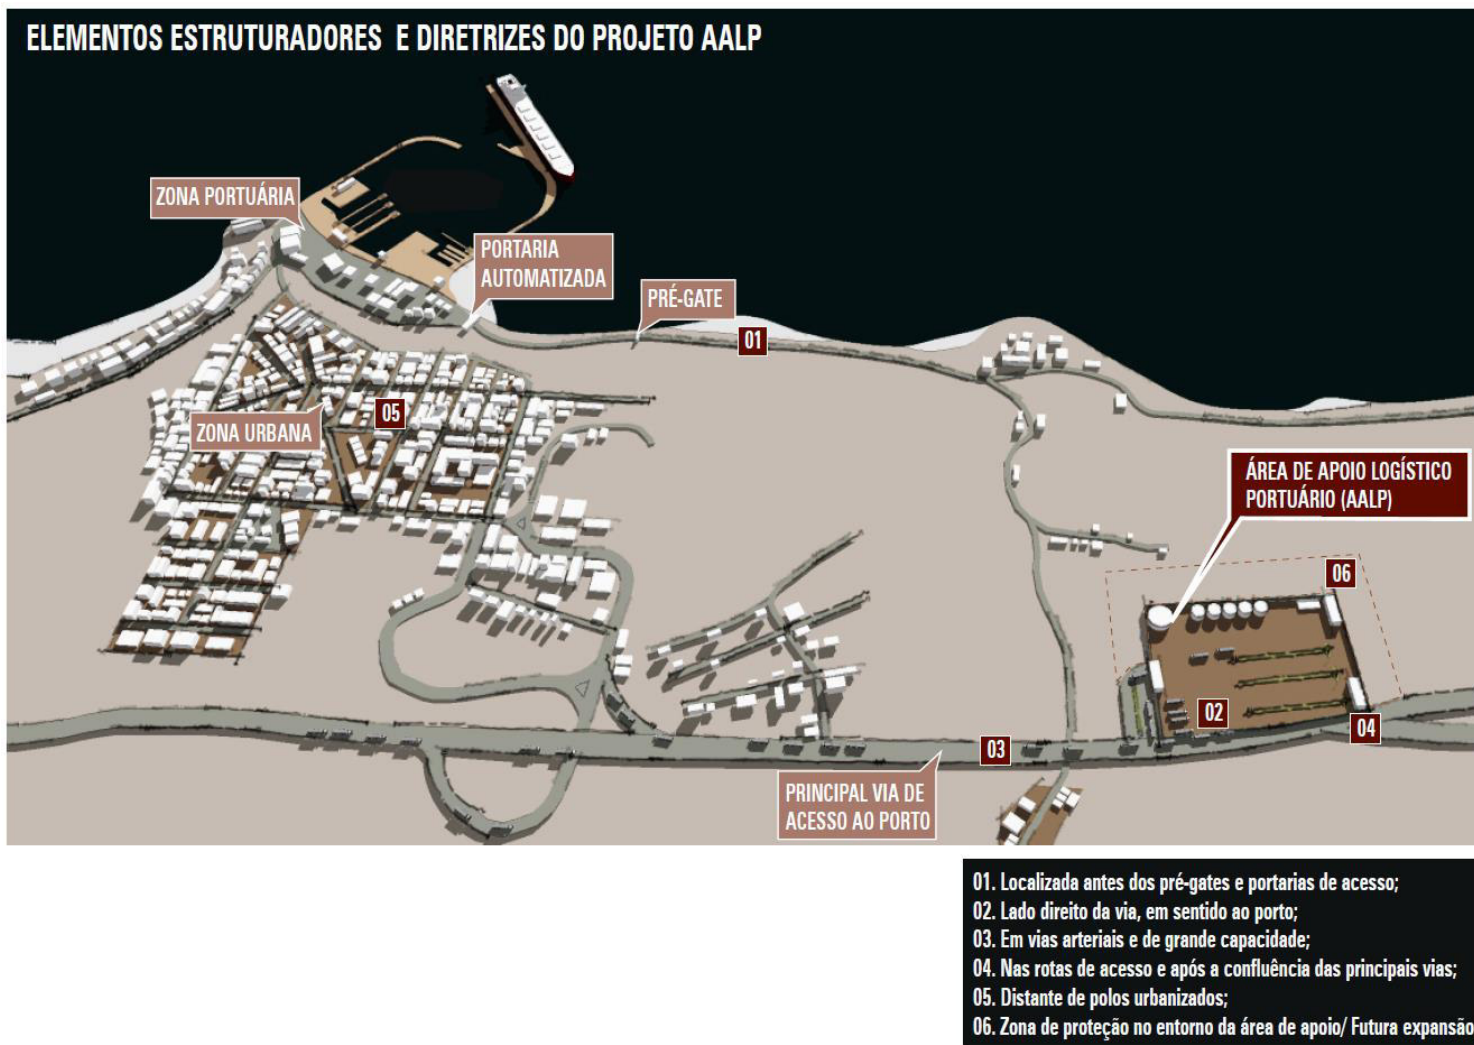 ELEMENTOS ESTRUTURADORES E DIRETRIZES DO PROJETO AALP
ZONA PORTUÁRIA
PORTARIA
AUTOMATIZADA
PRÉ-GATE
01
ZONA URBANA
05
ÁREA DE APOIO LOGÍSTICO
PORTUÁRIO (AALP)
06
02
04
03
PRINCIPAL VIA DE
ACESSO AO PORTO
01. Localizada antes dos pré-gates e portarias de acesso;
02. Lado direito da via, em sentido ao porto;
03. Em vias arteriais e de grande capacidade;
04. Nas rotas de acesso e após a confluência das principais vias;
05. Distante de polos urbanizados;
06. Zona de proteção no entorno da área de apoio/ Futura expansão